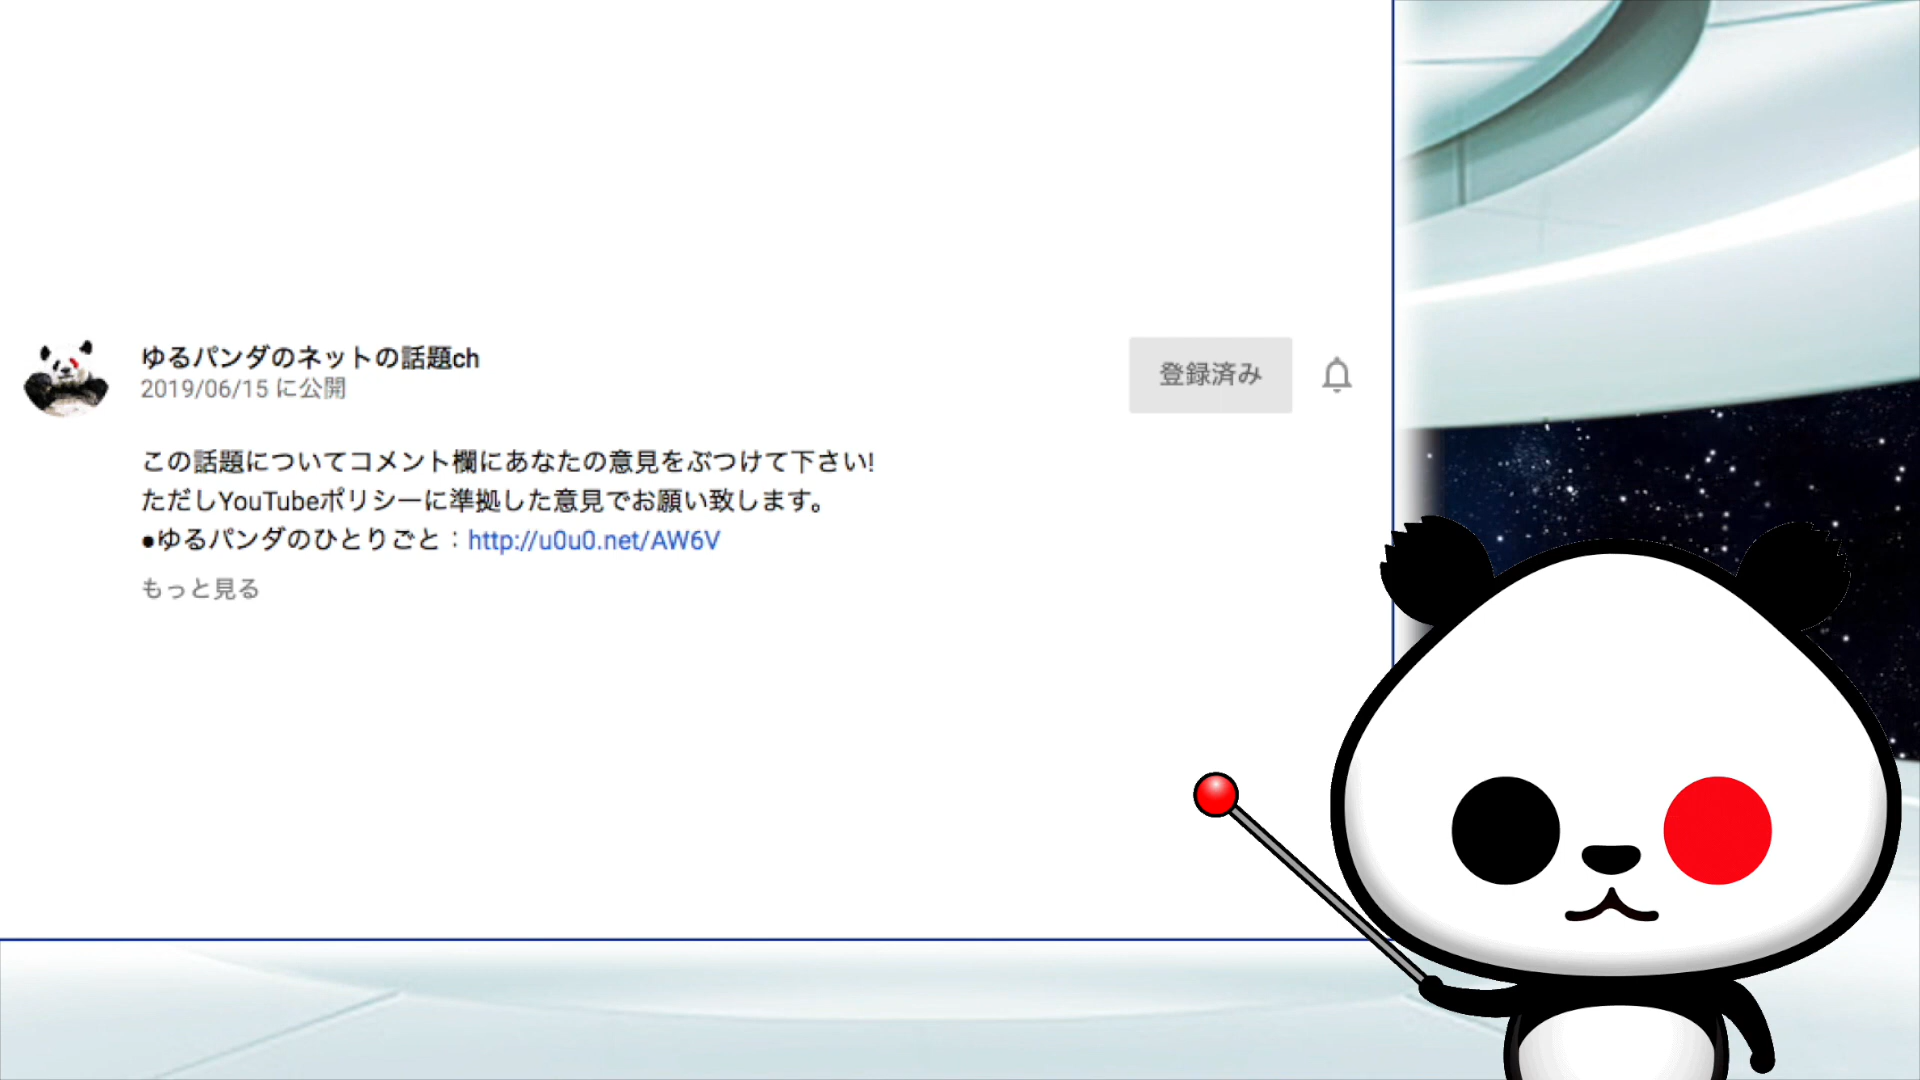 ゆるパンダのネットの話題ch
2019/06/15 に公開
登録済み
この話題についてコメント欄にあなたの意見をぶつけて下さい!
ただしYouTubeポリシーに準拠した意見でお願い致します。
●ゆるパンダのひとりごと：http://u0u0.net/AW6V
もっと見る